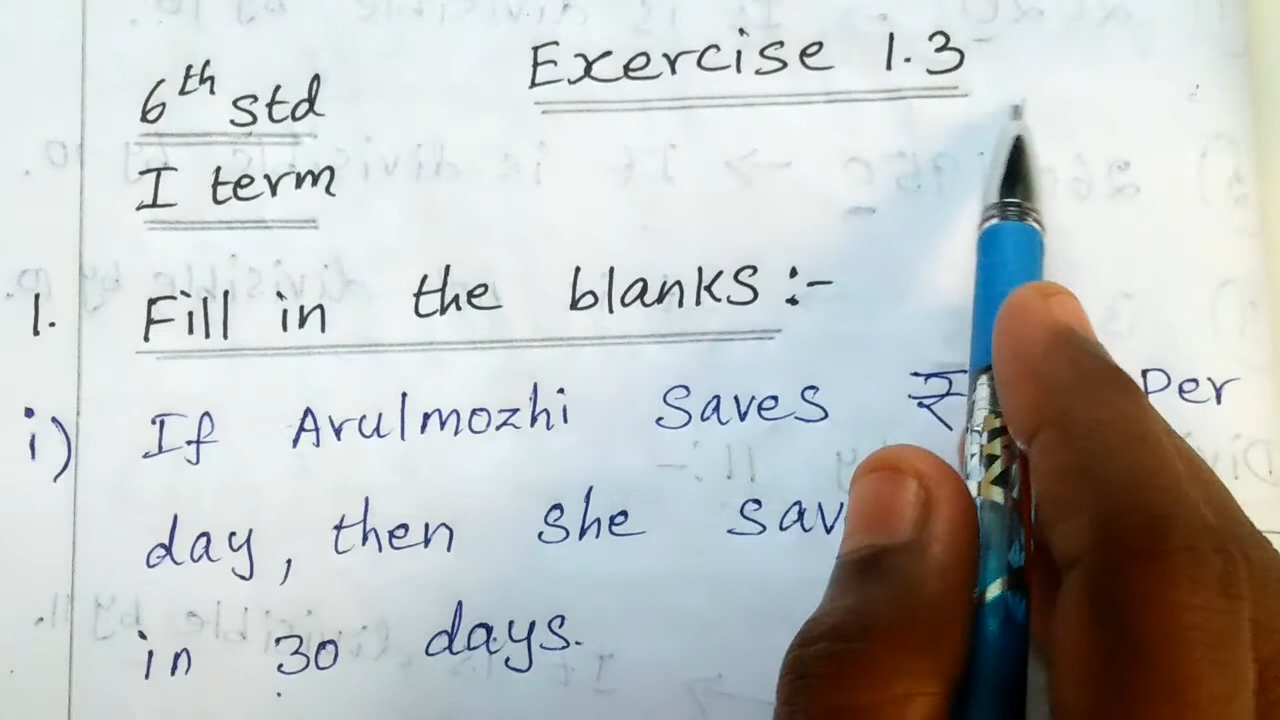 Exercise 1.3
6th std
I term
1. Fill in the blanks :-
i) If Arulmozhi saves ₹ Per
day, then she sav
in 30 days.